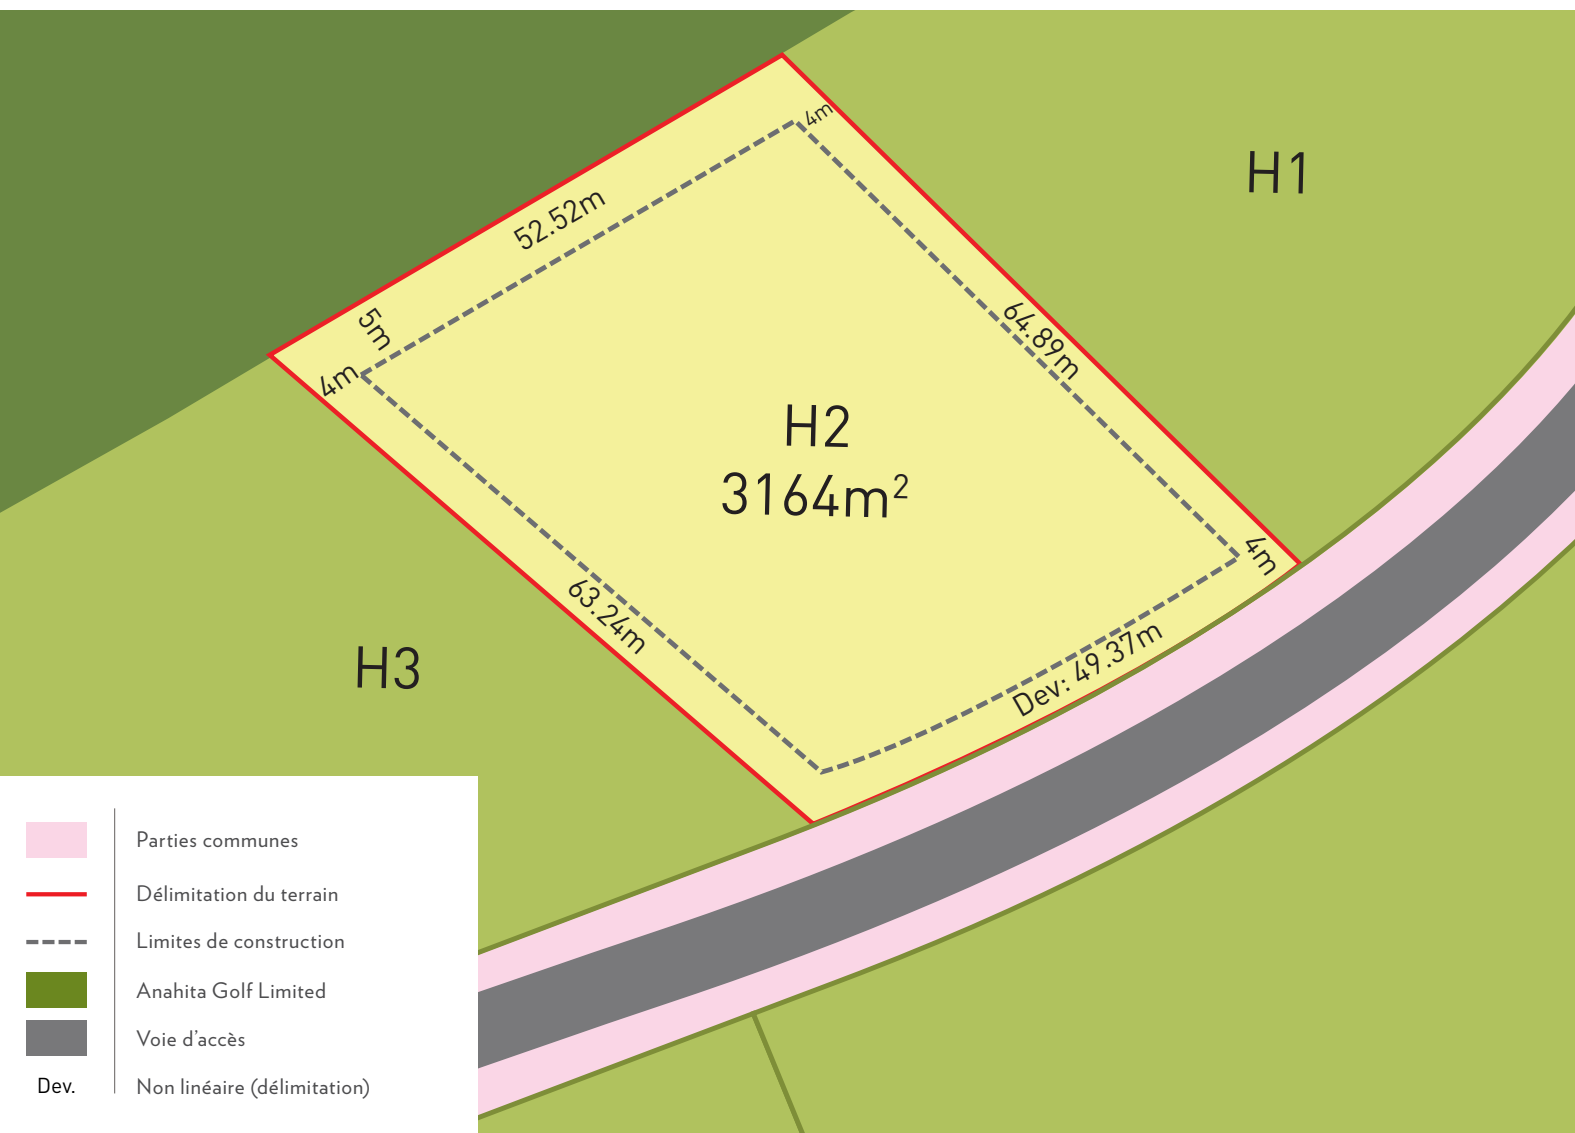 4m
H1
52.52m
5m
4m
64.89m
H2
3164m²
4m
63.24m
Dev: 49.37m
H3
Parties communes
Délimitation du terrain
Limites de construction
Anahita Golf Limited
Voie d'accès
Dev. Non linéaire (délimitation)